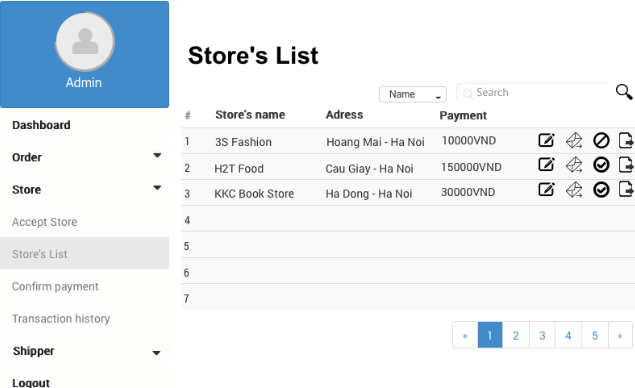 Admin
Dashboard
Order
Store
Accept Store
Store's List
Confirm payment
Transaction history
Shipper
Logout
Store's List
Name
Search
# Store's name Adress Payment
1 3S Fashion Hoang Mai - Ha Noi 10000VND
2 H2T Food Cau Giay - Ha Noi 150000VND
3 KKC Book Store Ha Dong - Ha Noi 30000VND
4
5
6
7
« 1 2 3 4 5 »